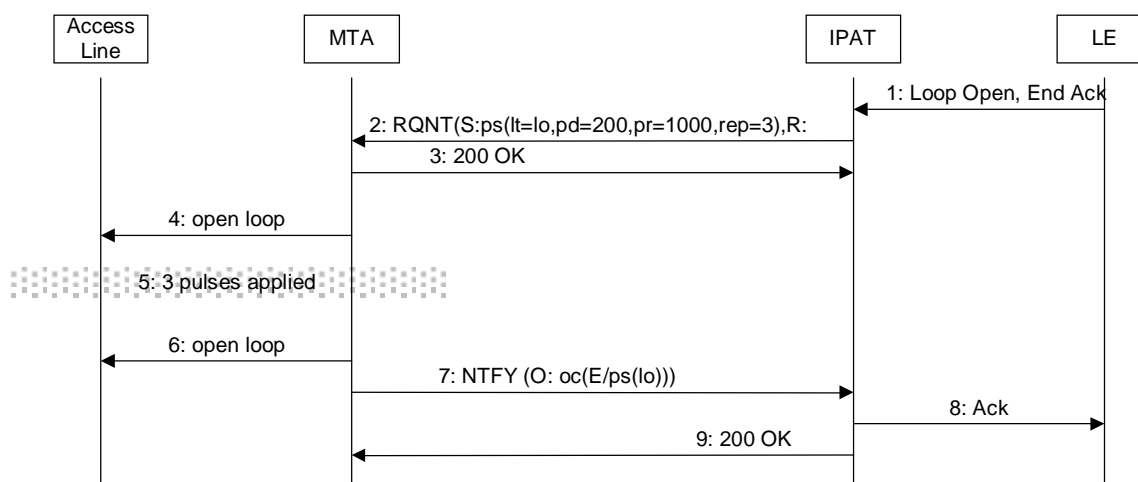 Access
Line
MTA
IPAT
LE
1: Loop Open, End Ack
2: RQNT(S:ps(lt=lo,pd=200,pr=1000,rep=3),R:
3: 200 OK
4: open loop
5: 3 pulses applied
6: open loop
7: NTFY (O: oc(E/ps(lo)))
8: Ack
9: 200 OK